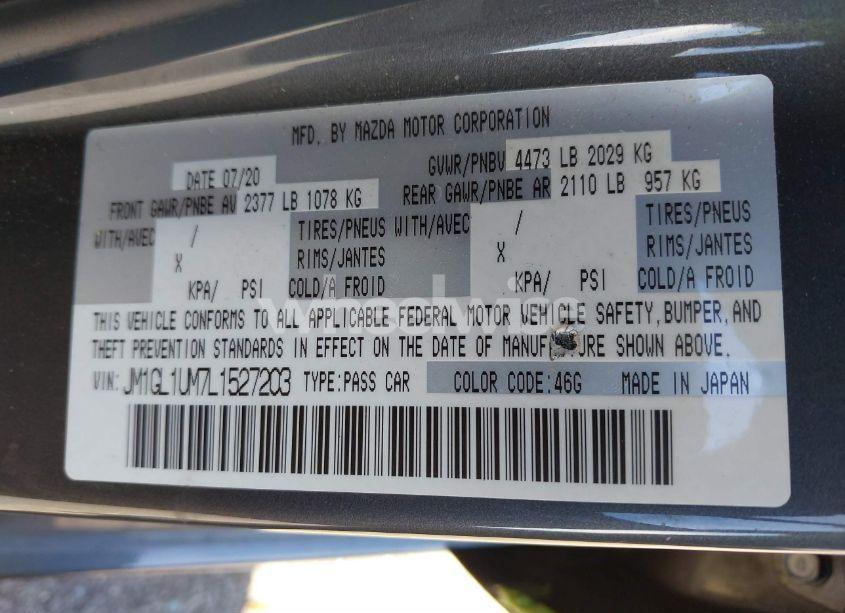 MFD. BY MAZDA MOTOR CORPORATION
DATE 07/20 GVWR/PNBV 4473 LB 2029 KG
FRONT GAWR/PNBE AV 2377 LB 1078 KG REAR GAWR/PNBE AR 2110 LB 957 KG
WITH/AVEC / TIRES/PNEUS WITH/AVEC / TIRES/PNEUS
X RIMS/JANTES X RIMS/JANTES
KPA/ PSI COLD/A FROID KPA/ PSI COLD/A FROID
wheelwise
THIS VEHICLE CONFORMS TO ALL APPLICABLE FEDERAL MOTOR VEHICLE SAFETY, BUMPER, AND
THEFT PREVENTION STANDARDS IN EFFECT ON THE DATE OF MANUFACTURE SHOWN ABOVE.
VIN: JM1GL1UM7L1527203 TYPE:PASS CAR COLOR CODE:46G MADE IN JAPAN